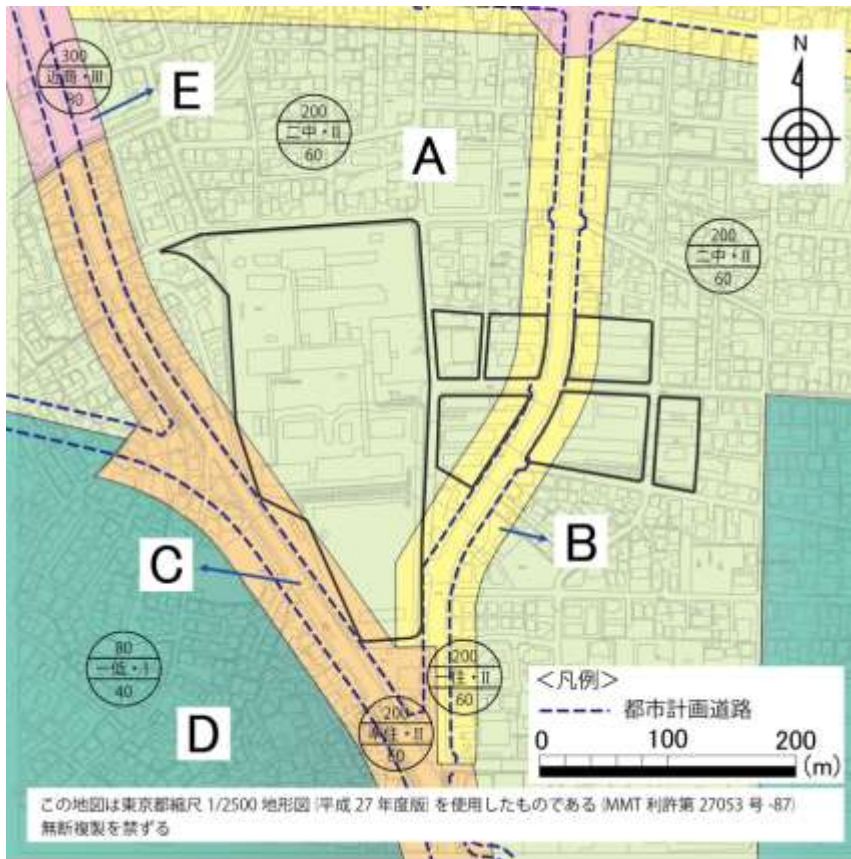 N
300
近商・III
80
E
200
二中・II
60
A
200
二中・II
60
B
C
80
一低・I
40
D
200
一住・II
60
200
準住・II
60
<凡例>
都市計画道路
0 100 200
(m)
この地図は東京都縮尺 1/2500 地形図 (平成 27 年度版) を使用したものである (MMT 利許第 27053 号 -87)
無断複製を禁ずる